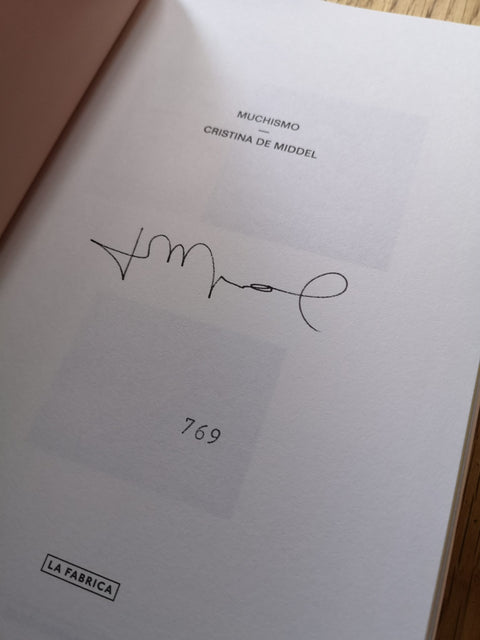 MUCHISMO
—
CRISTINA DE MIDDEL
769
LA FABRICA